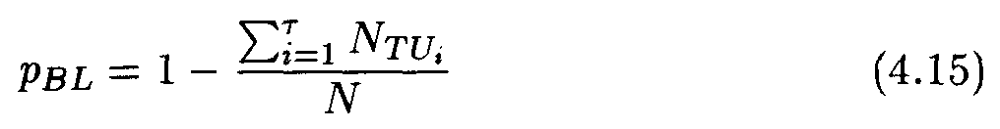 $p_{BL} = 1 - \frac{\sum_{i=1}^{\tau} N_{TU_i}}{N}$ (4.15)